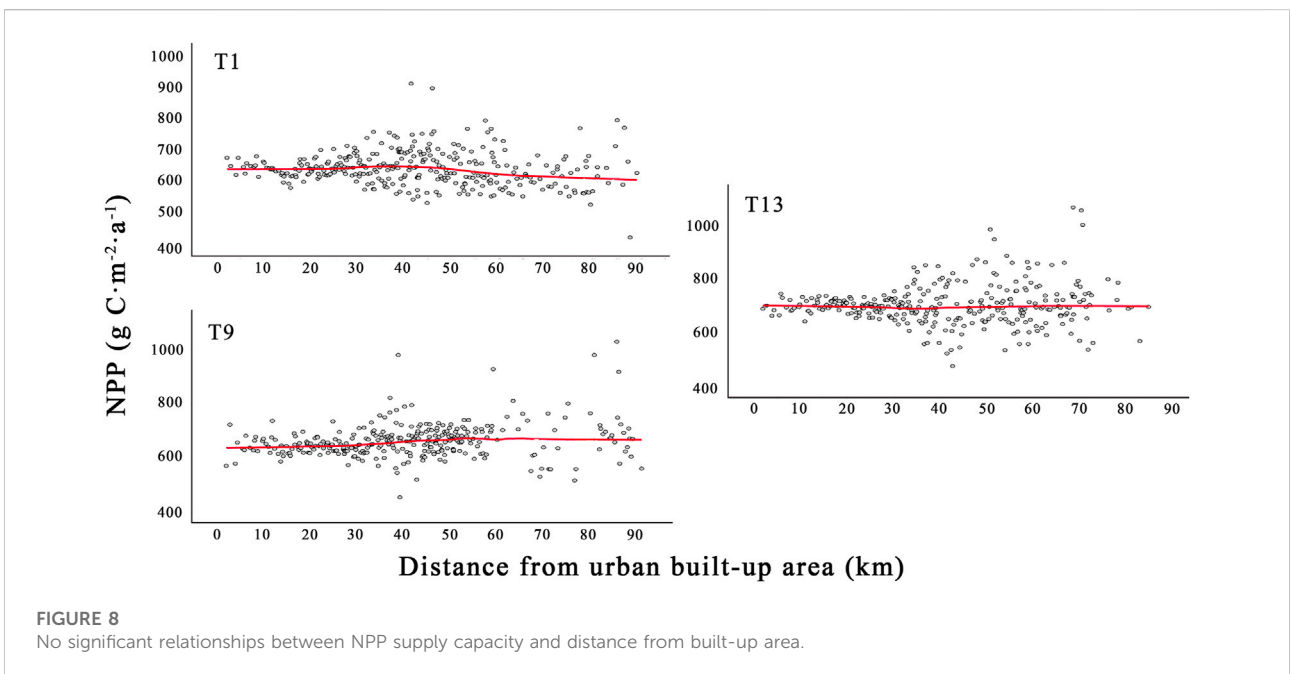 T1
1000
900
800
700
600
500
400
0 10 20 30 40 50 60 70 80 90
T13
1000
800
600
400
0 10 20 30 40 50 60 70 80 90
T9
1000
800
600
400
0 10 20 30 40 50 60 70 80 90
NPP (g C·m⁻²·a⁻¹)
Distance from urban built-up area (km)
FIGURE 8
No significant relationships between NPP supply capacity and distance from built-up area.